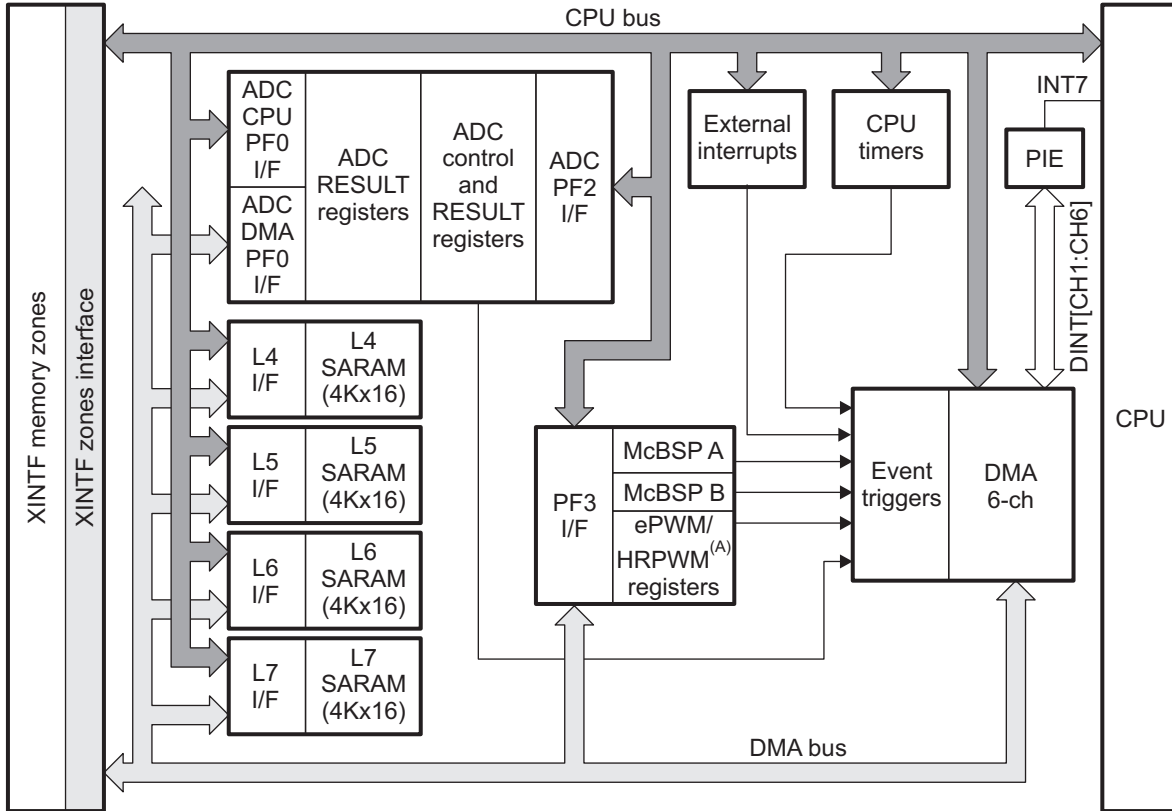 CPU bus
XINTF memory zones
XINTF zones interface
ADC
CPU
PF0
I/F
ADC
DMA
PF0
I/F
ADC
RESULT
registers
ADC
control
and
RESULT
registers
ADC
PF2
I/F
External
interrupts
CPU
timers
INT7
PIE
DINT[CH1:CH6]
CPU
L4
I/F
L4
SARAM
(4Kx16)
L5
I/F
L5
SARAM
(4Kx16)
L6
I/F
L6
SARAM
(4Kx16)
L7
I/F
L7
SARAM
(4Kx16)
PF3
I/F
McBSP A
McBSP B
ePWM/
HRPWM(A)
registers
Event
triggers
DMA
6-ch
DMA bus